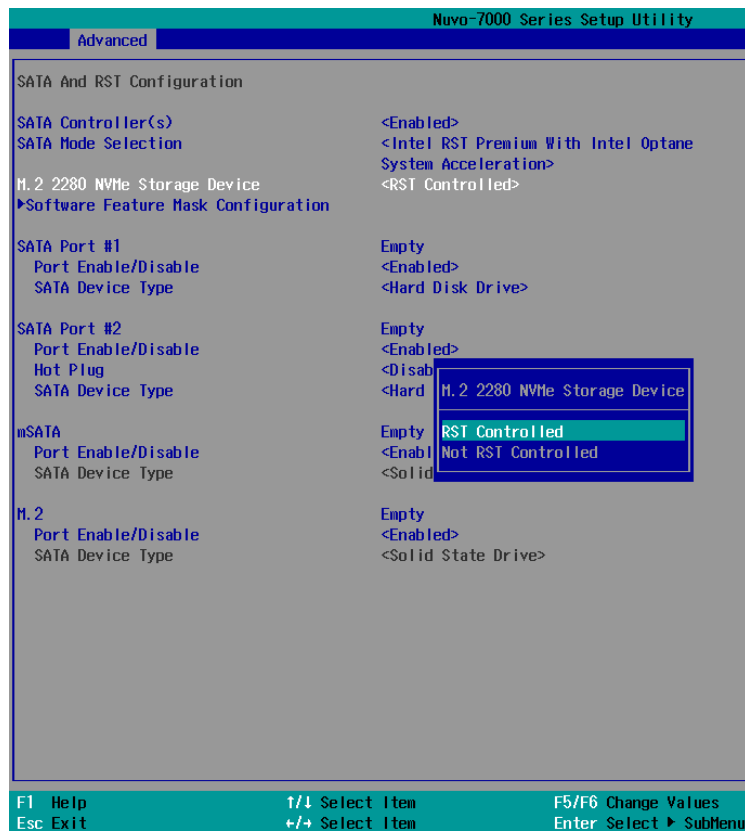 Nuvo-7000 Series Setup Utility
Advanced
SATA And RST Configuration
SATA Controller(s) <Enabled>
SATA Mode Selection <Intel RST Premium With Intel Optane
System Acceleration>
M.2 2280 NVMe Storage Device <RST Controlled>
▶Software Feature Mask Configuration
SATA Port #1 Empty
Port Enable/Disable <Enabled>
SATA Device Type <Hard Disk Drive>
SATA Port #2 Empty
Port Enable/Disable <Enabled>
Hot Plug <Disab
SATA Device Type <Hard
M.2 2280 NVMe Storage Device
RST Controlled
Not RST Controlled
mSATA Empty
Port Enable/Disable <Enabl
SATA Device Type <Solid
M.2 Empty
Port Enable/Disable <Enabled>
SATA Device Type <Solid State Drive>
F1 Help ↑/↓ Select Item F5/F6 Change Values
Esc Exit ←/→ Select Item Enter Select ▶ SubMenu